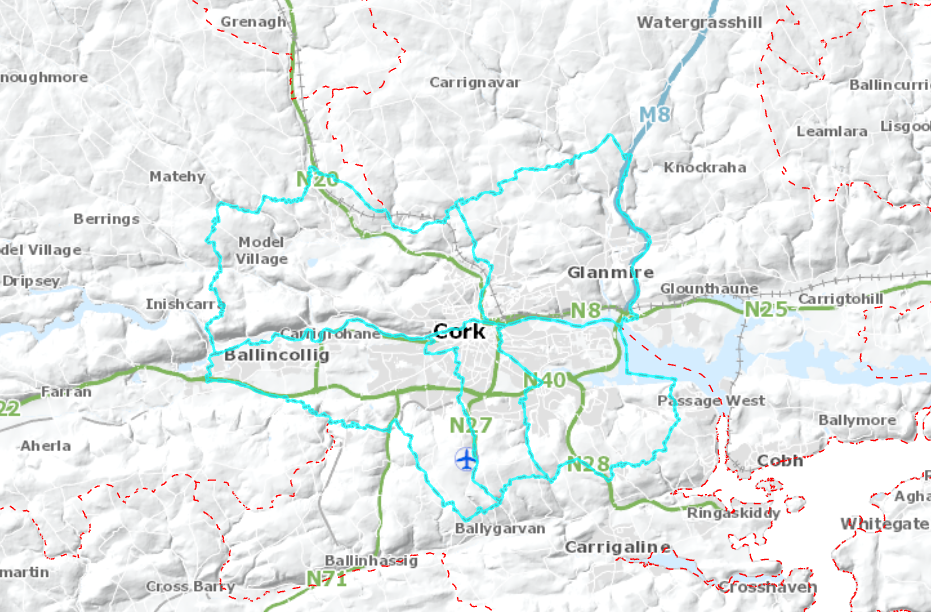 Grenagh
Watergrasshill
noughmore
Carrignavar
Ballincurri
M8
Leamlara
Lisgoo
Knockraha
Matehy
N20
Berrings
Model
Village
del Village
Glanmire
Dripsey
Glounthaune
Inishcarra
Carrigtohill
N8
N25
Carrigrohane
Cork
Ballincollig
N40
Farran
Passage West
22
Ballymore
N27
Aherla
Cobh
N28
Agha
Ringaskiddy
Whitegate
Ballygarvan
Carrigaline
Ballinhassig
martin
N71
Cross Barry
Crosshaven